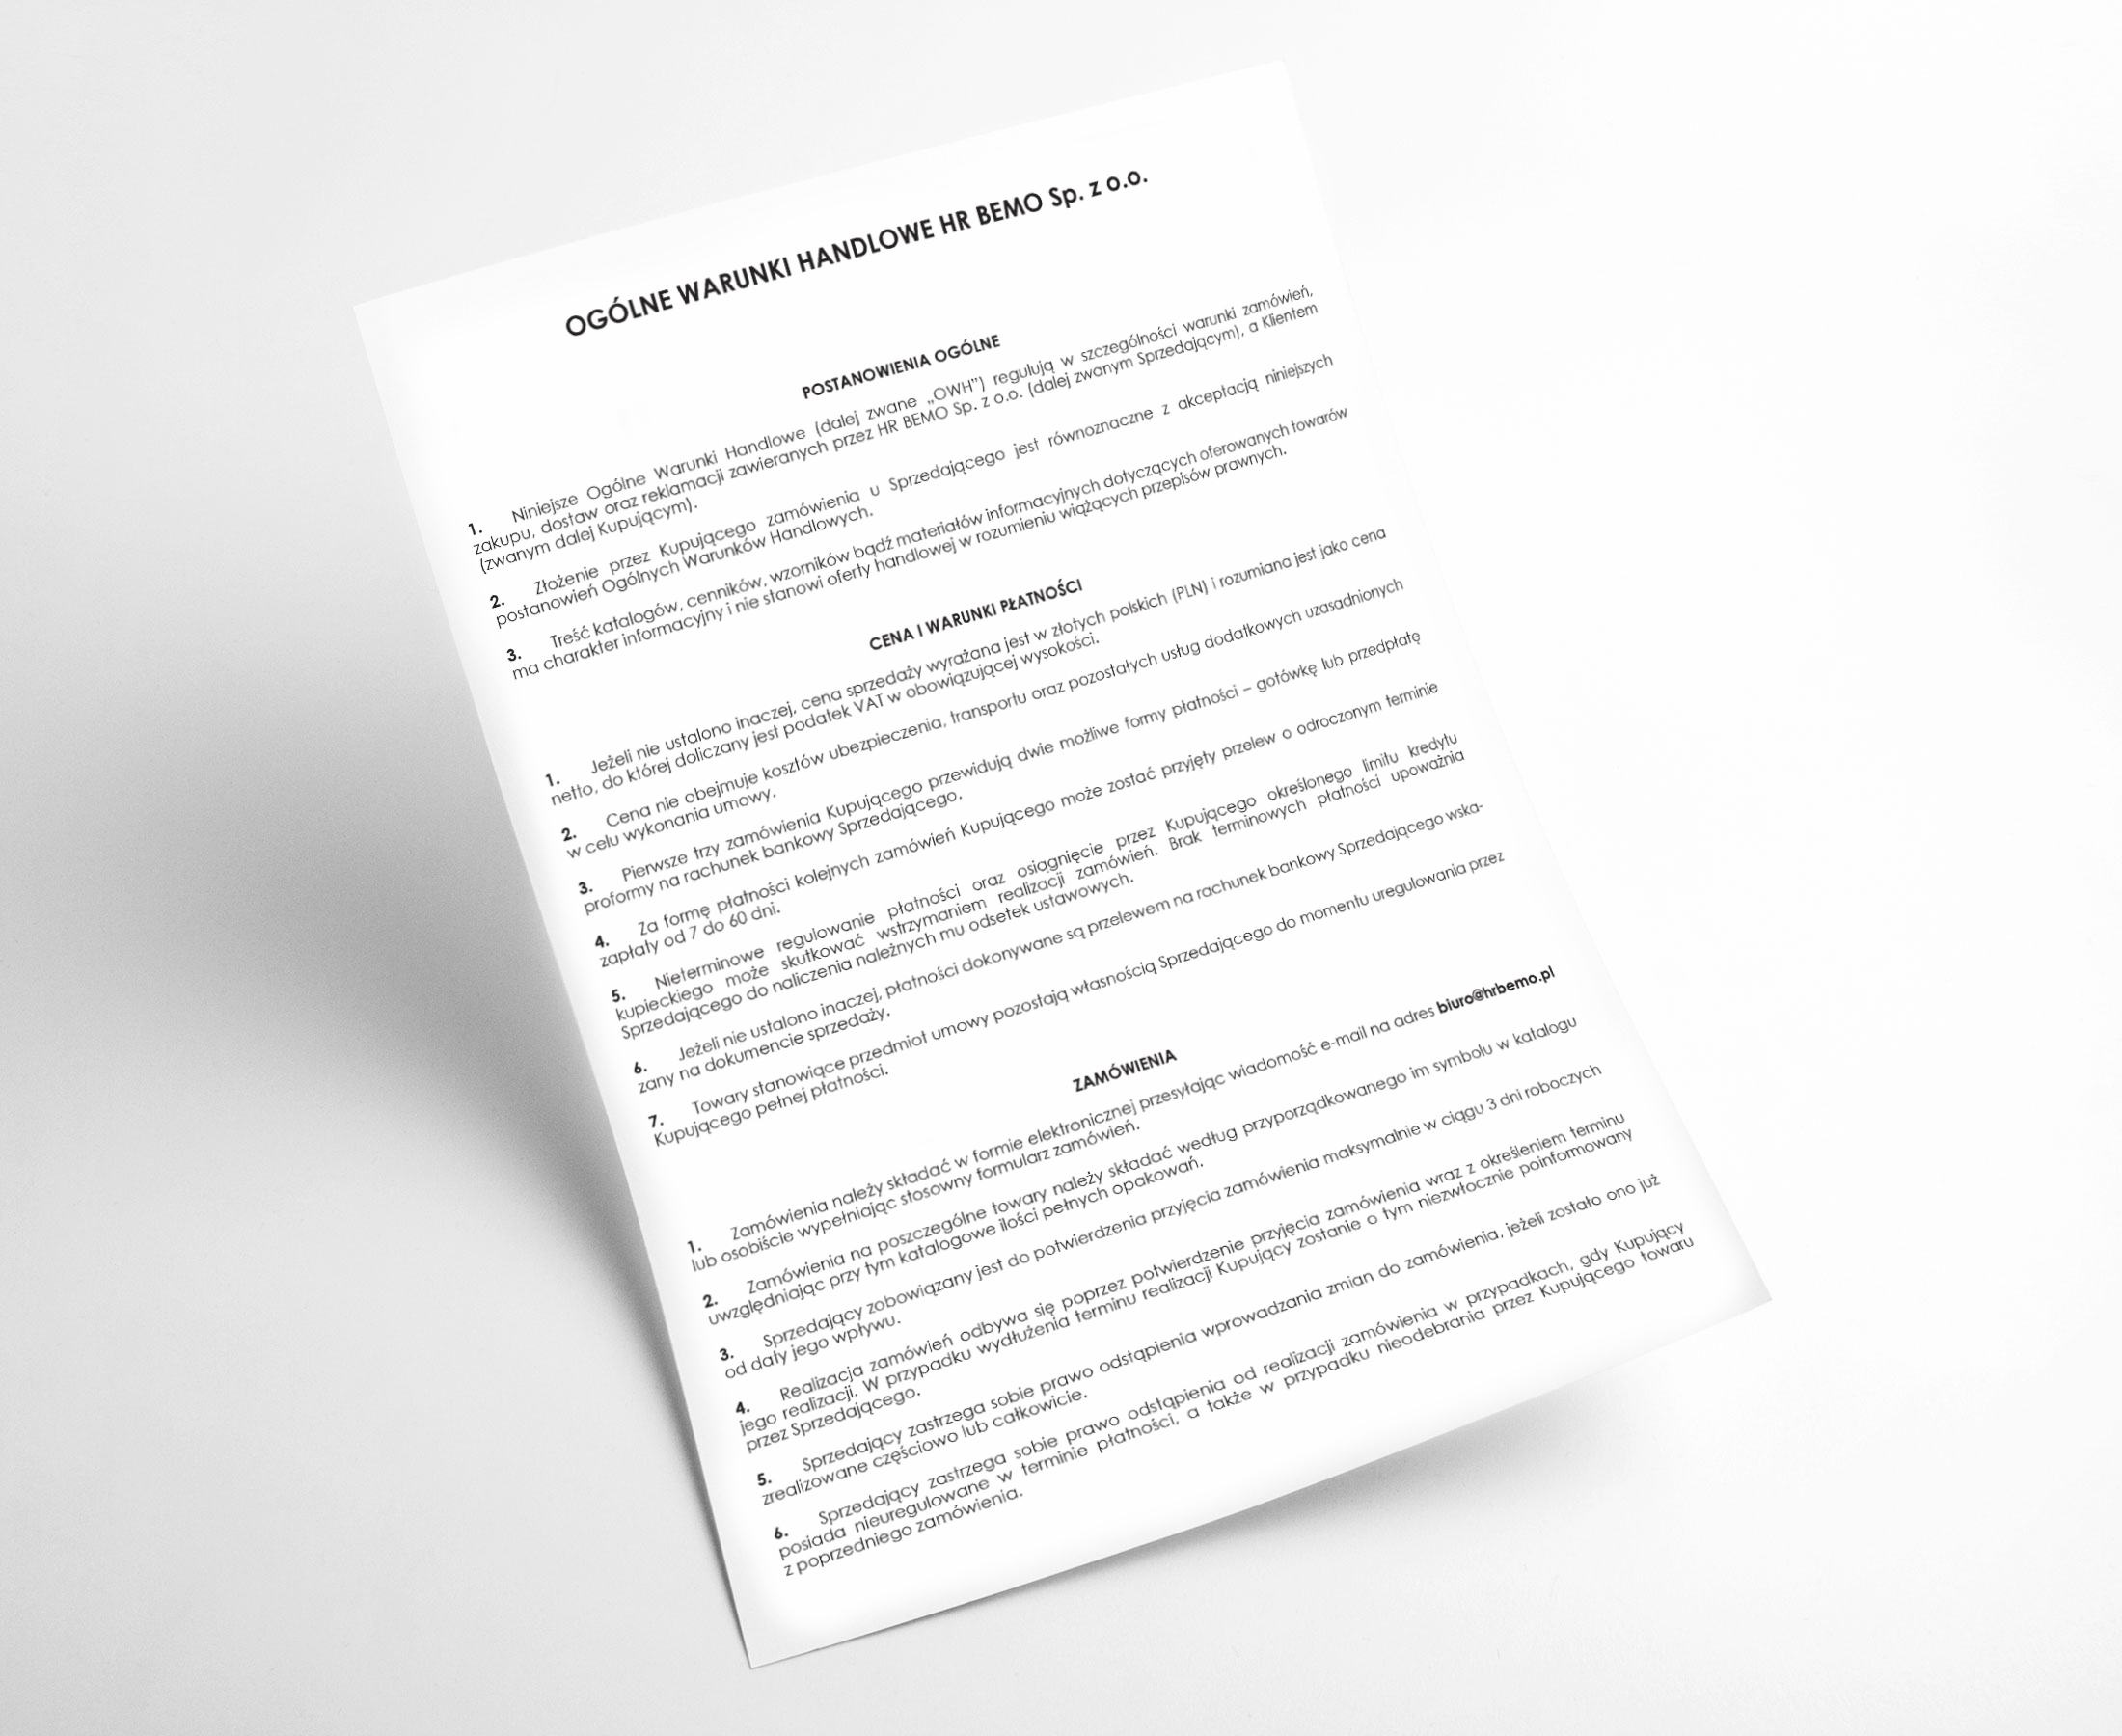 OGÓLNE WARUNKI HANDLOWE HR BEMO Sp. z o.o.
POSTANOWIENIA OGÓLNE
1. Niniejsze Ogólne Warunki Handlowe (dalej zwane „OWH”) regulują w szczególności warunki zamówień,
zakupu, dostaw oraz reklamacji zawieranych przez HR BEMO Sp. z o.o. (dalej zwanym Sprzedającym), a Klientem
(zwanym dalej Kupującym).
2. Złożenie przez Kupującego zamówienia u Sprzedającego jest równoznaczne z akceptacją niniejszych
postanowień Ogólnych Warunków Handlowych.
3. Treść katalogów, cenników, wzorników bądź materiałów informacyjnych dotyczących oferowanych towarów
ma charakter informacyjny i nie stanowi oferty handlowej w rozumieniu wiążących przepisów prawnych.
CENA I WARUNKI PŁATNOŚCI
1. Jeżeli nie ustalono inaczej, cena sprzedaży wyrażana jest w złotych polskich (PLN) i rozumiana jest jako cena
netto, do której doliczany jest podatek VAT w obowiązującej wysokości.
2. Cena nie obejmuje kosztów ubezpieczenia, transportu oraz pozostałych usług dodatkowych uzasadnionych
w celu wykonania umowy.
3. Pierwsze trzy zamówienia Kupującego przewidują dwie możliwe formy płatności – gotówkę lub przedpłatę
proformy na rachunek bankowy Sprzedającego.
4. Za formę płatności kolejnych zamówień Kupującego może zostać przyjęty przelew o odroczonym terminie
zapłaty od 7 do 60 dni.
5. Nieterminowe regulowanie płatności oraz osiągnięcie przez Kupującego określonego limitu kredytu
kupieckiego może skutkować wstrzymaniem realizacji zamówień. Brak terminowych płatności upoważnia
Sprzedającego do naliczenia należnych mu odsetek ustawowych.
6. Jeżeli nie ustalono inaczej, płatności dokonywane są przelewem na rachunek bankowy Sprzedającego wska-
zany na dokumencie sprzedaży.
7. Towary stanowiące przedmiot umowy pozostają własnością Sprzedającego do momentu uregulowania przez
Kupującego pełnej płatności.
ZAMÓWIENIA
1. Zamówienia należy składać w formie elektronicznej przesyłając wiadomość e-mail na adres biuro@hrbemo.pl
lub osobiście wypełniając stosowny formularz zamówień.
2. Zamówienia na poszczególne towary należy składać według przyporządkowanego im symbolu w katalogu
uwzględniając przy tym katalogowe ilości pełnych opakowań.
3. Sprzedający zobowiązany jest do potwierdzenia przyjęcia zamówienia maksymalnie w ciągu 3 dni roboczych
od daty jego wpływu.
4. Realizacja zamówień odbywa się poprzez potwierdzenie przyjęcia zamówienia wraz z określeniem terminu
jego realizacji. W przypadku wydłużenia terminu realizacji Kupujący zostanie o tym niezwłocznie poinformowany
przez Sprzedającego.
5. Sprzedający zastrzega sobie prawo odstąpienia wprowadzania zmian do zamówienia, jeżeli zostało ono już
zrealizowane częściowo lub całkowicie.
6. Sprzedający zastrzega sobie prawo odstąpienia od realizacji zamówienia w przypadkach, gdy Kupujący
posiada nieuregulowane w terminie płatności, a także w przypadku nieodebrania przez Kupującego towaru
z poprzedniego zamówienia.